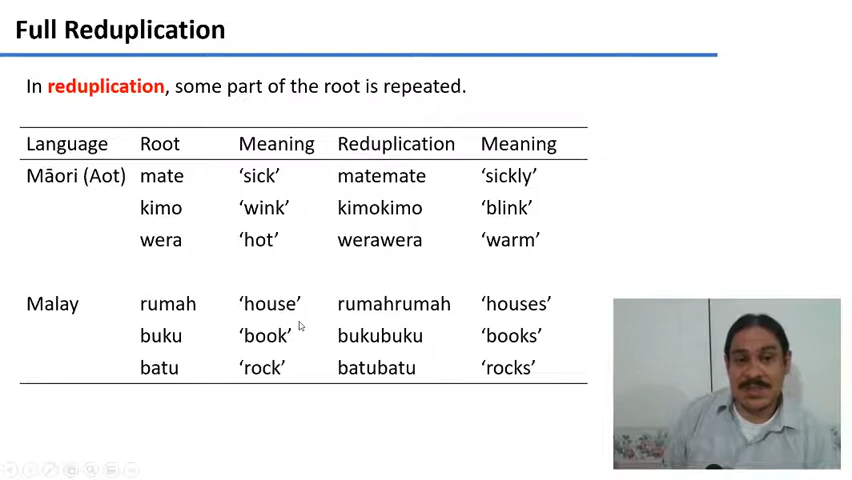 Full Reduplication
In reduplication, some part of the root is repeated.
Language Root Meaning Reduplication Meaning
Māori (Aot) mate ‘sick’ matemate ‘sickly’
kimo ‘wink’ kimokimo ‘blink’
wera ‘hot’ werawera ‘warm’
Malay rumah ‘house’ rumahrumah ‘houses’
buku ‘book’ bukubuku ‘books’
batu ‘rock’ batubatu ‘rocks’